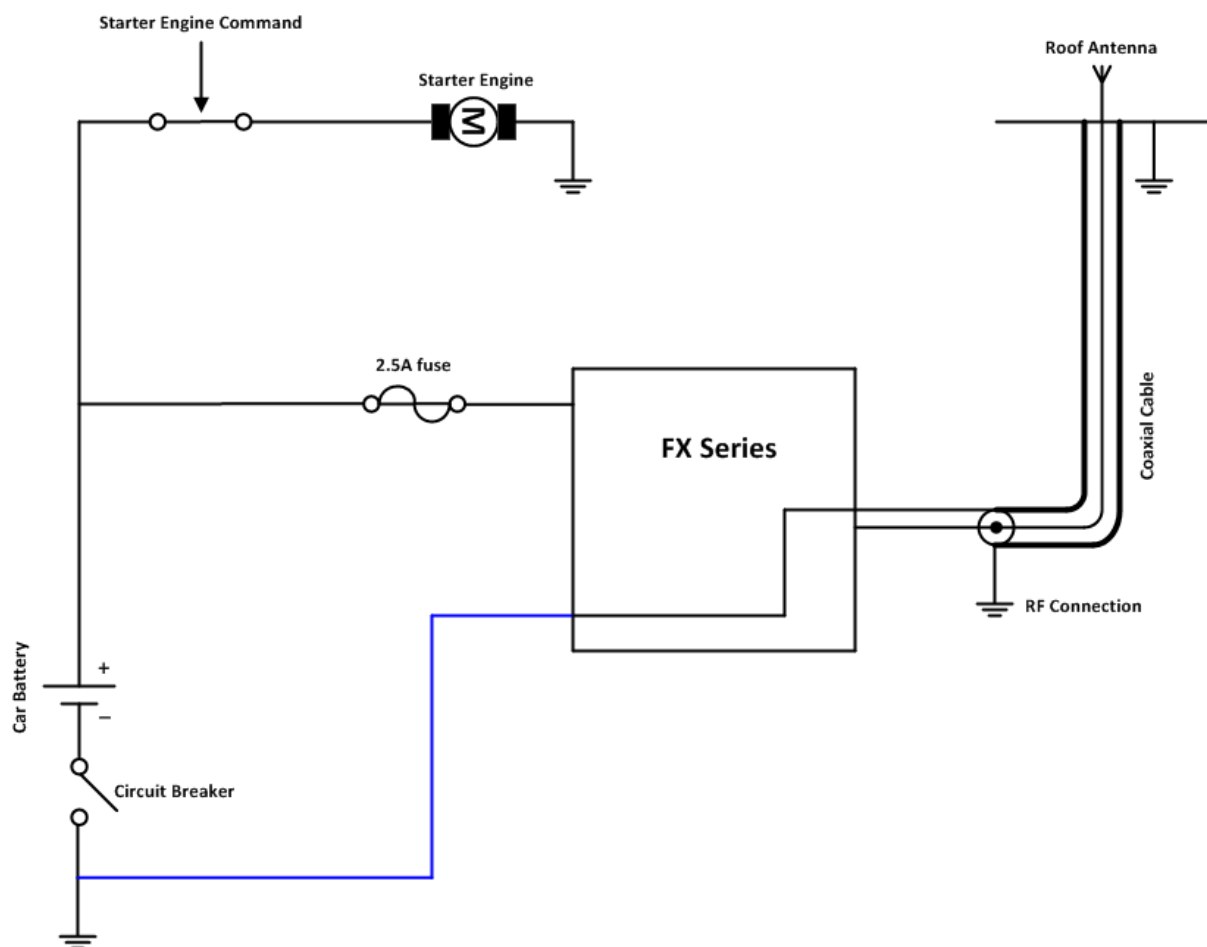 Starter Engine Command
Roof Antenna
Starter Engine
M
2.5A fuse
FX Series
Coaxial Cable
RF Connection
Car Battery
+
–
Circuit Breaker